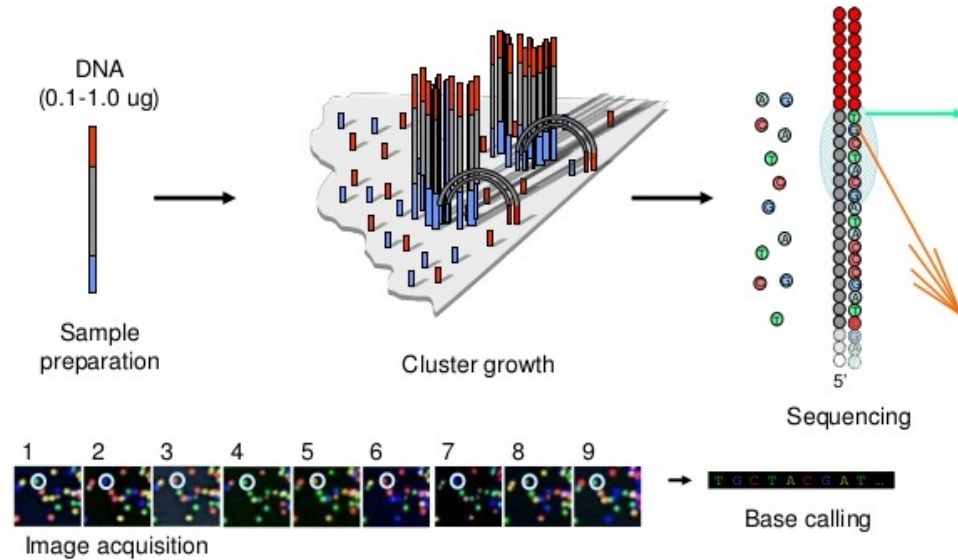 DNA
(0.1-1.0 ug)
Sample
preparation
Cluster growth
A G
C
A
T
C
G
A
T
C G
T
T
G
C
T
A
C
G
A
T
A
C
C
C
G
A
T
G
A
5'
Sequencing
1 2 3 4 5 6 7 8 9
Image acquisition
T G C T A C G A T ...
Base calling